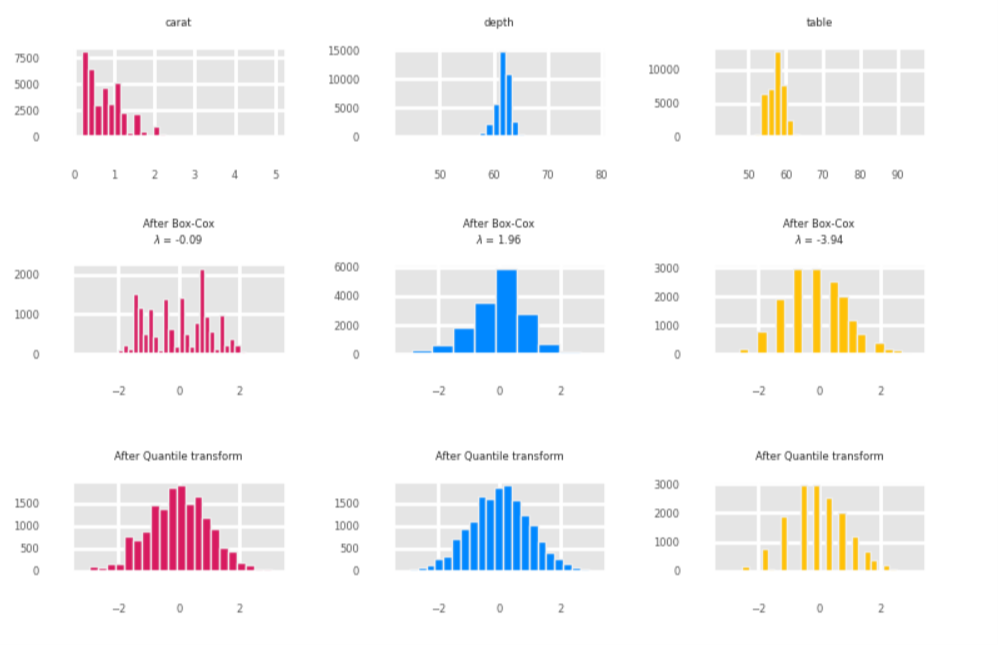 carat depth table
7500 15000 10000
5000 10000 5000
2500 5000 0
0 0
0 1 2 3 4 5 50 60 70 80 50 60 70 80 90
After Box-Cox After Box-Cox After Box-Cox
λ = -0.09 λ = 1.96 λ = -3.94
2000 6000 3000
1000 4000 2000
0 2000 1000
0 0
−2 0 2 −2 0 2 −2 0 2
After Quantile transform After Quantile transform After Quantile transform
1500 1500 3000
1000 1000 2000
500 500 1000
0 0 0
−2 0 2 −2 0 2 −2 0 2